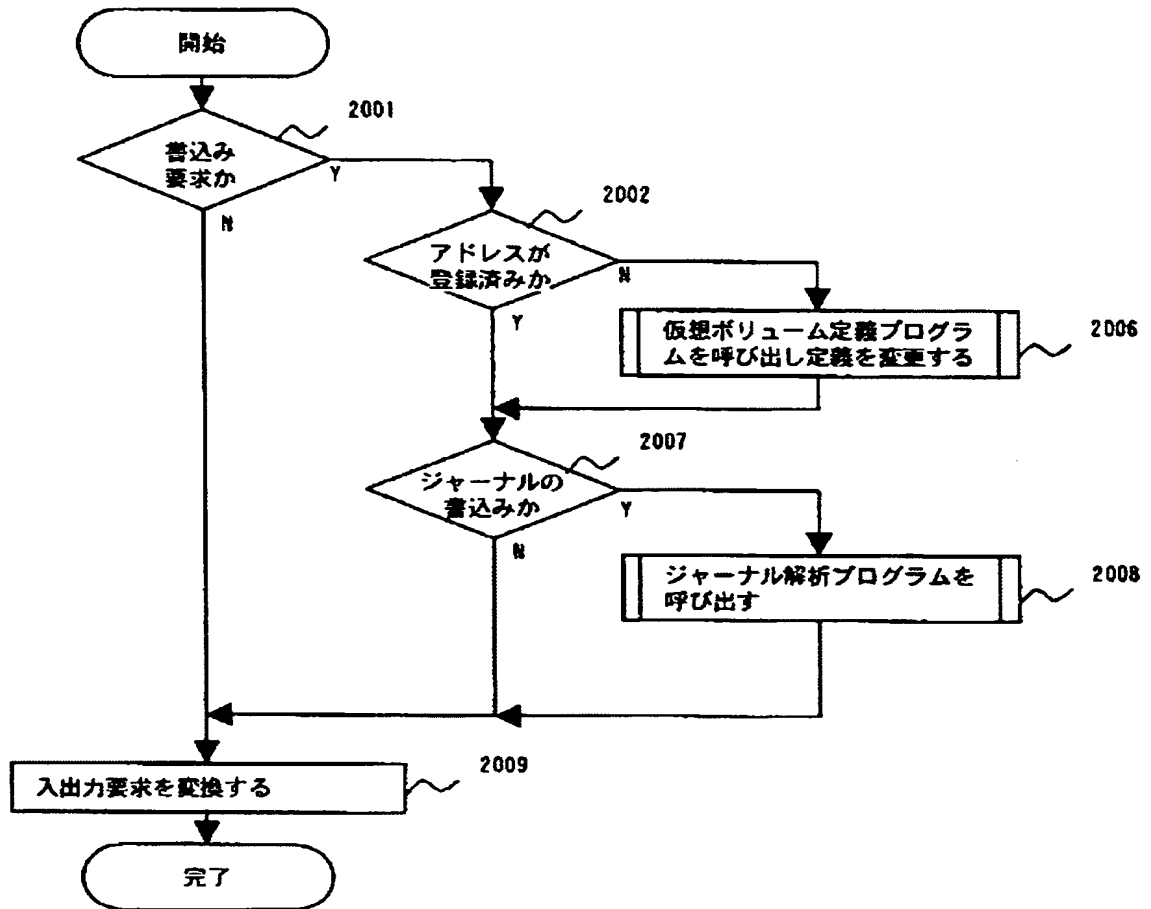 開始
2001
書込み
要求か
Y
N
2002
アドレスが
登録済みか
N
Y
仮想ボリューム定義プログラ
ムを呼び出し定義を変更する
2006
2007
ジャーナルの
書込みか
Y
N
ジャーナル解析プログラムを
呼び出す
2008
2009
入出力要求を変換する
完了